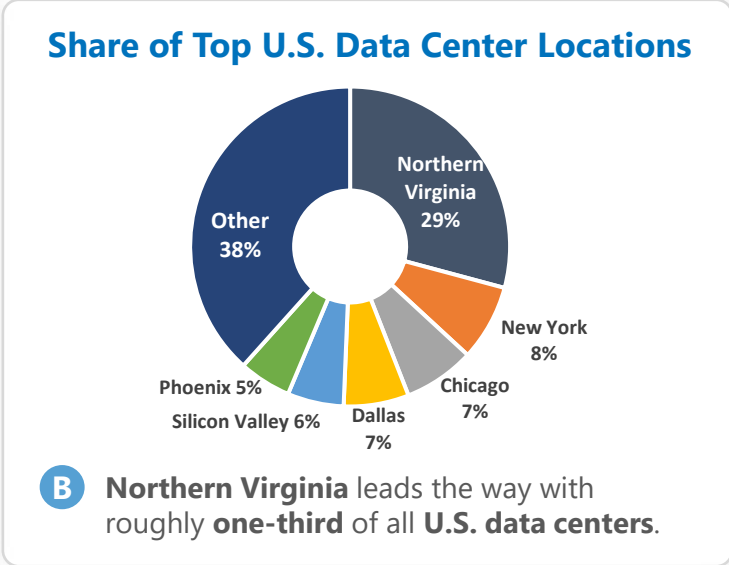 Share of Top U.S. Data Center Locations
Northern
Virginia
29%
Other
38%
New York
8%
Chicago
7%
Dallas
7%
Silicon Valley 6%
Phoenix 5%
B
Northern Virginia leads the way with
roughly one-third of all U.S. data centers.